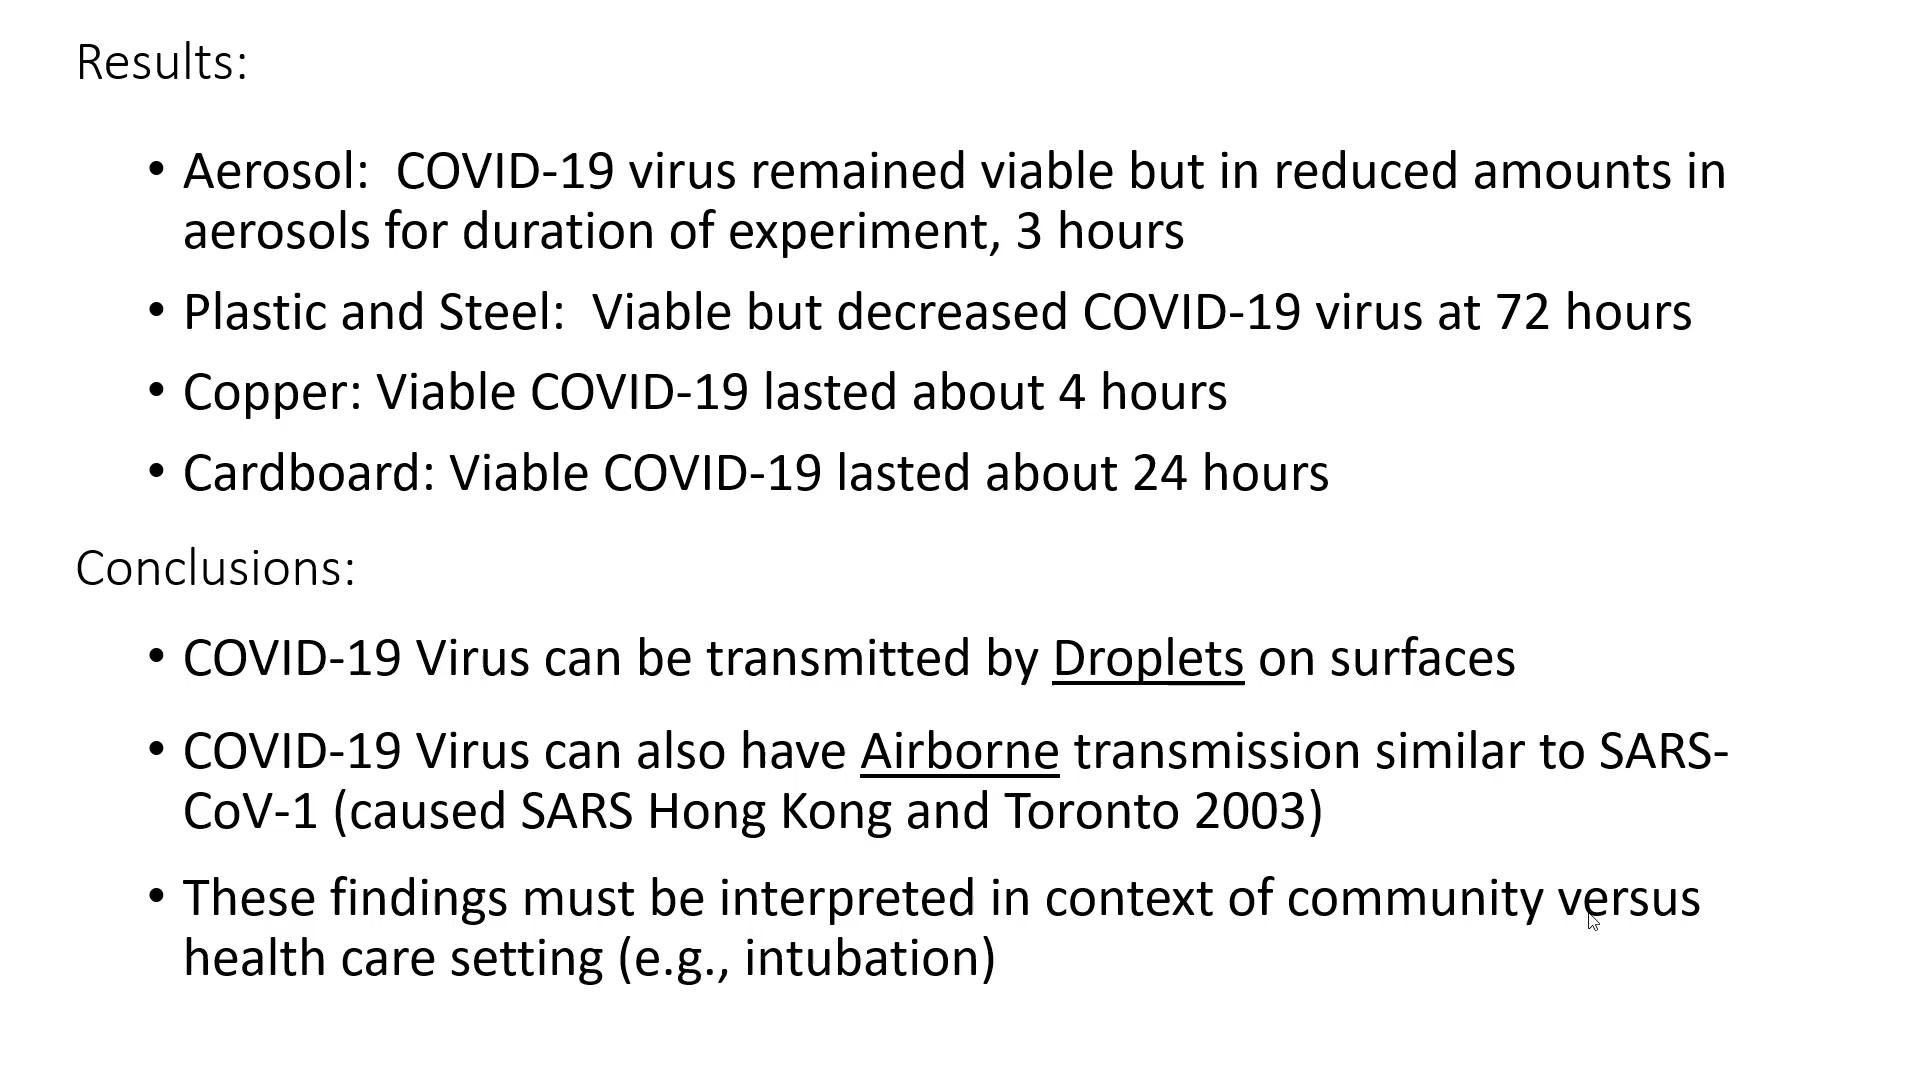 Results:
• Aerosol:  COVID-19 virus remained viable but in reduced amounts in
aerosols for duration of experiment, 3 hours
• Plastic and Steel:  Viable but decreased COVID-19 virus at 72 hours
• Copper: Viable COVID-19 lasted about 4 hours
• Cardboard: Viable COVID-19 lasted about 24 hours
Conclusions:
• COVID-19 Virus can be transmitted by Droplets on surfaces
• COVID-19 Virus can also have Airborne transmission similar to SARS-
CoV-1 (caused SARS Hong Kong and Toronto 2003)
• These findings must be interpreted in context of community versus
health care setting (e.g., intubation)